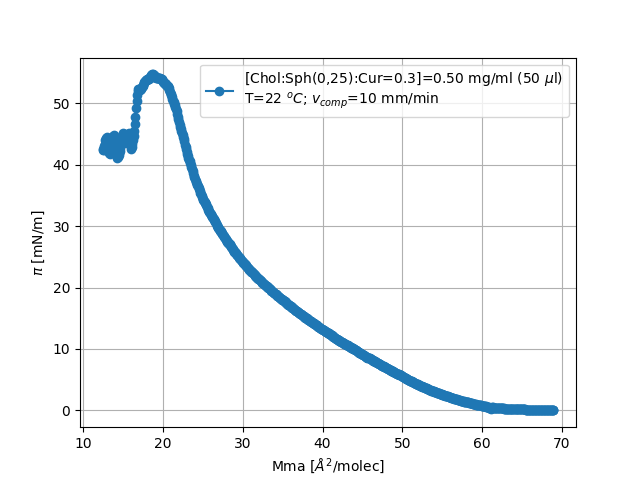 [Chol:Sph(0,25):Cur=0.3]=0.50 mg/ml (50 μl)
T=22 °C; v_comp=10 mm/min
50
40
30
20
10
0
π [mN/m]
10 20 30 40 50 60 70
Mma [Å²/molec]